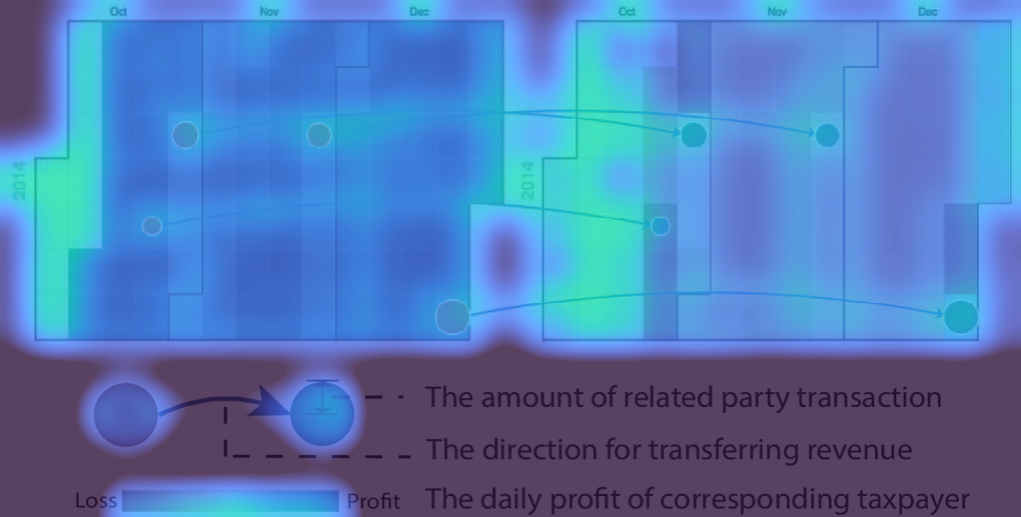 Oct Nov Dec Oct Nov Dec
2014 2014
The amount of related party transaction
The direction for transferring revenue
Loss Profit The daily profit of corresponding taxpayer